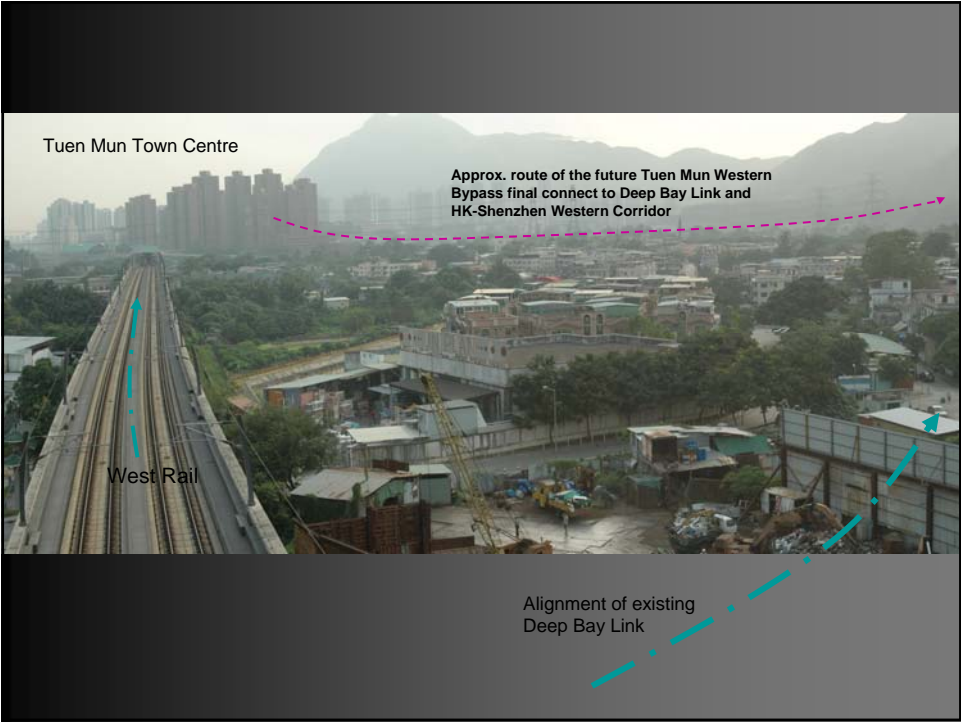 Tuen Mun Town Centre
Approx. route of the future Tuen Mun Western
Bypass final connect to Deep Bay Link and
HK-Shenzhen Western Corridor
West Rail
Alignment of existing
Deep Bay Link